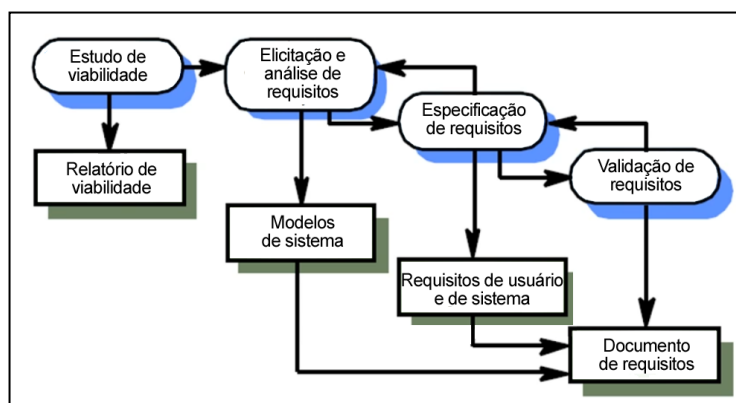 Estudo de
viabilidade
Elicitação e
análise de
requisitos
Especificação
de requisitos
Validação de
requisitos
Relatório de
viabilidade
Modelos
de sistema
Requisitos de usuário
e de sistema
Documento
de requisitos